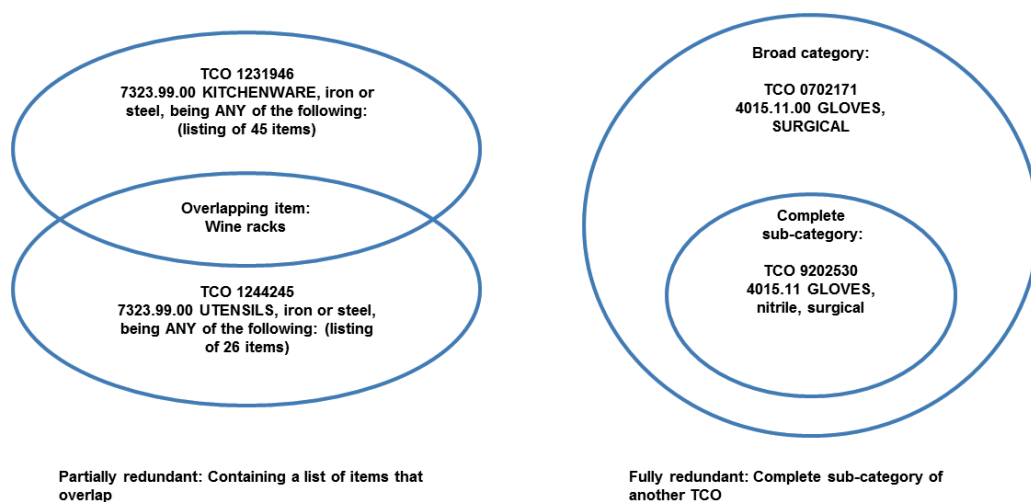 TCO 1231946
7323.99.00 KITCHENWARE, iron or
steel, being ANY of the following:
(listing of 45 items)
Overlapping item:
Wine racks
TCO 1244245
7323.99.00 UTENSILS, iron or steel,
being ANY of the following: (listing
of 26 items)
Partially redundant: Containing a list of items that
overlap
Broad category:
TCO 0702171
4015.11.00 GLOVES,
SURGICAL
Complete
sub-category:
TCO 9202530
4015.11 GLOVES,
nitrile, surgical
Fully redundant: Complete sub-category of
another TCO